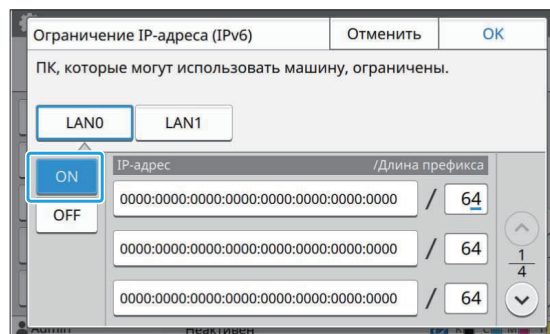 Ограничение IP-адреса (IPv6) Отменить OK
ПК, которые могут использовать машину, ограничены.
LAN0 LAN1
ON IP-адрес /Длина префикса
0000:0000:0000:0000:0000:0000:0000:0000 / 64
OFF
0000:0000:0000:0000:0000:0000:0000:0000 / 64
1
4
0000:0000:0000:0000:0000:0000:0000:0000 / 64
Admin Неактивен